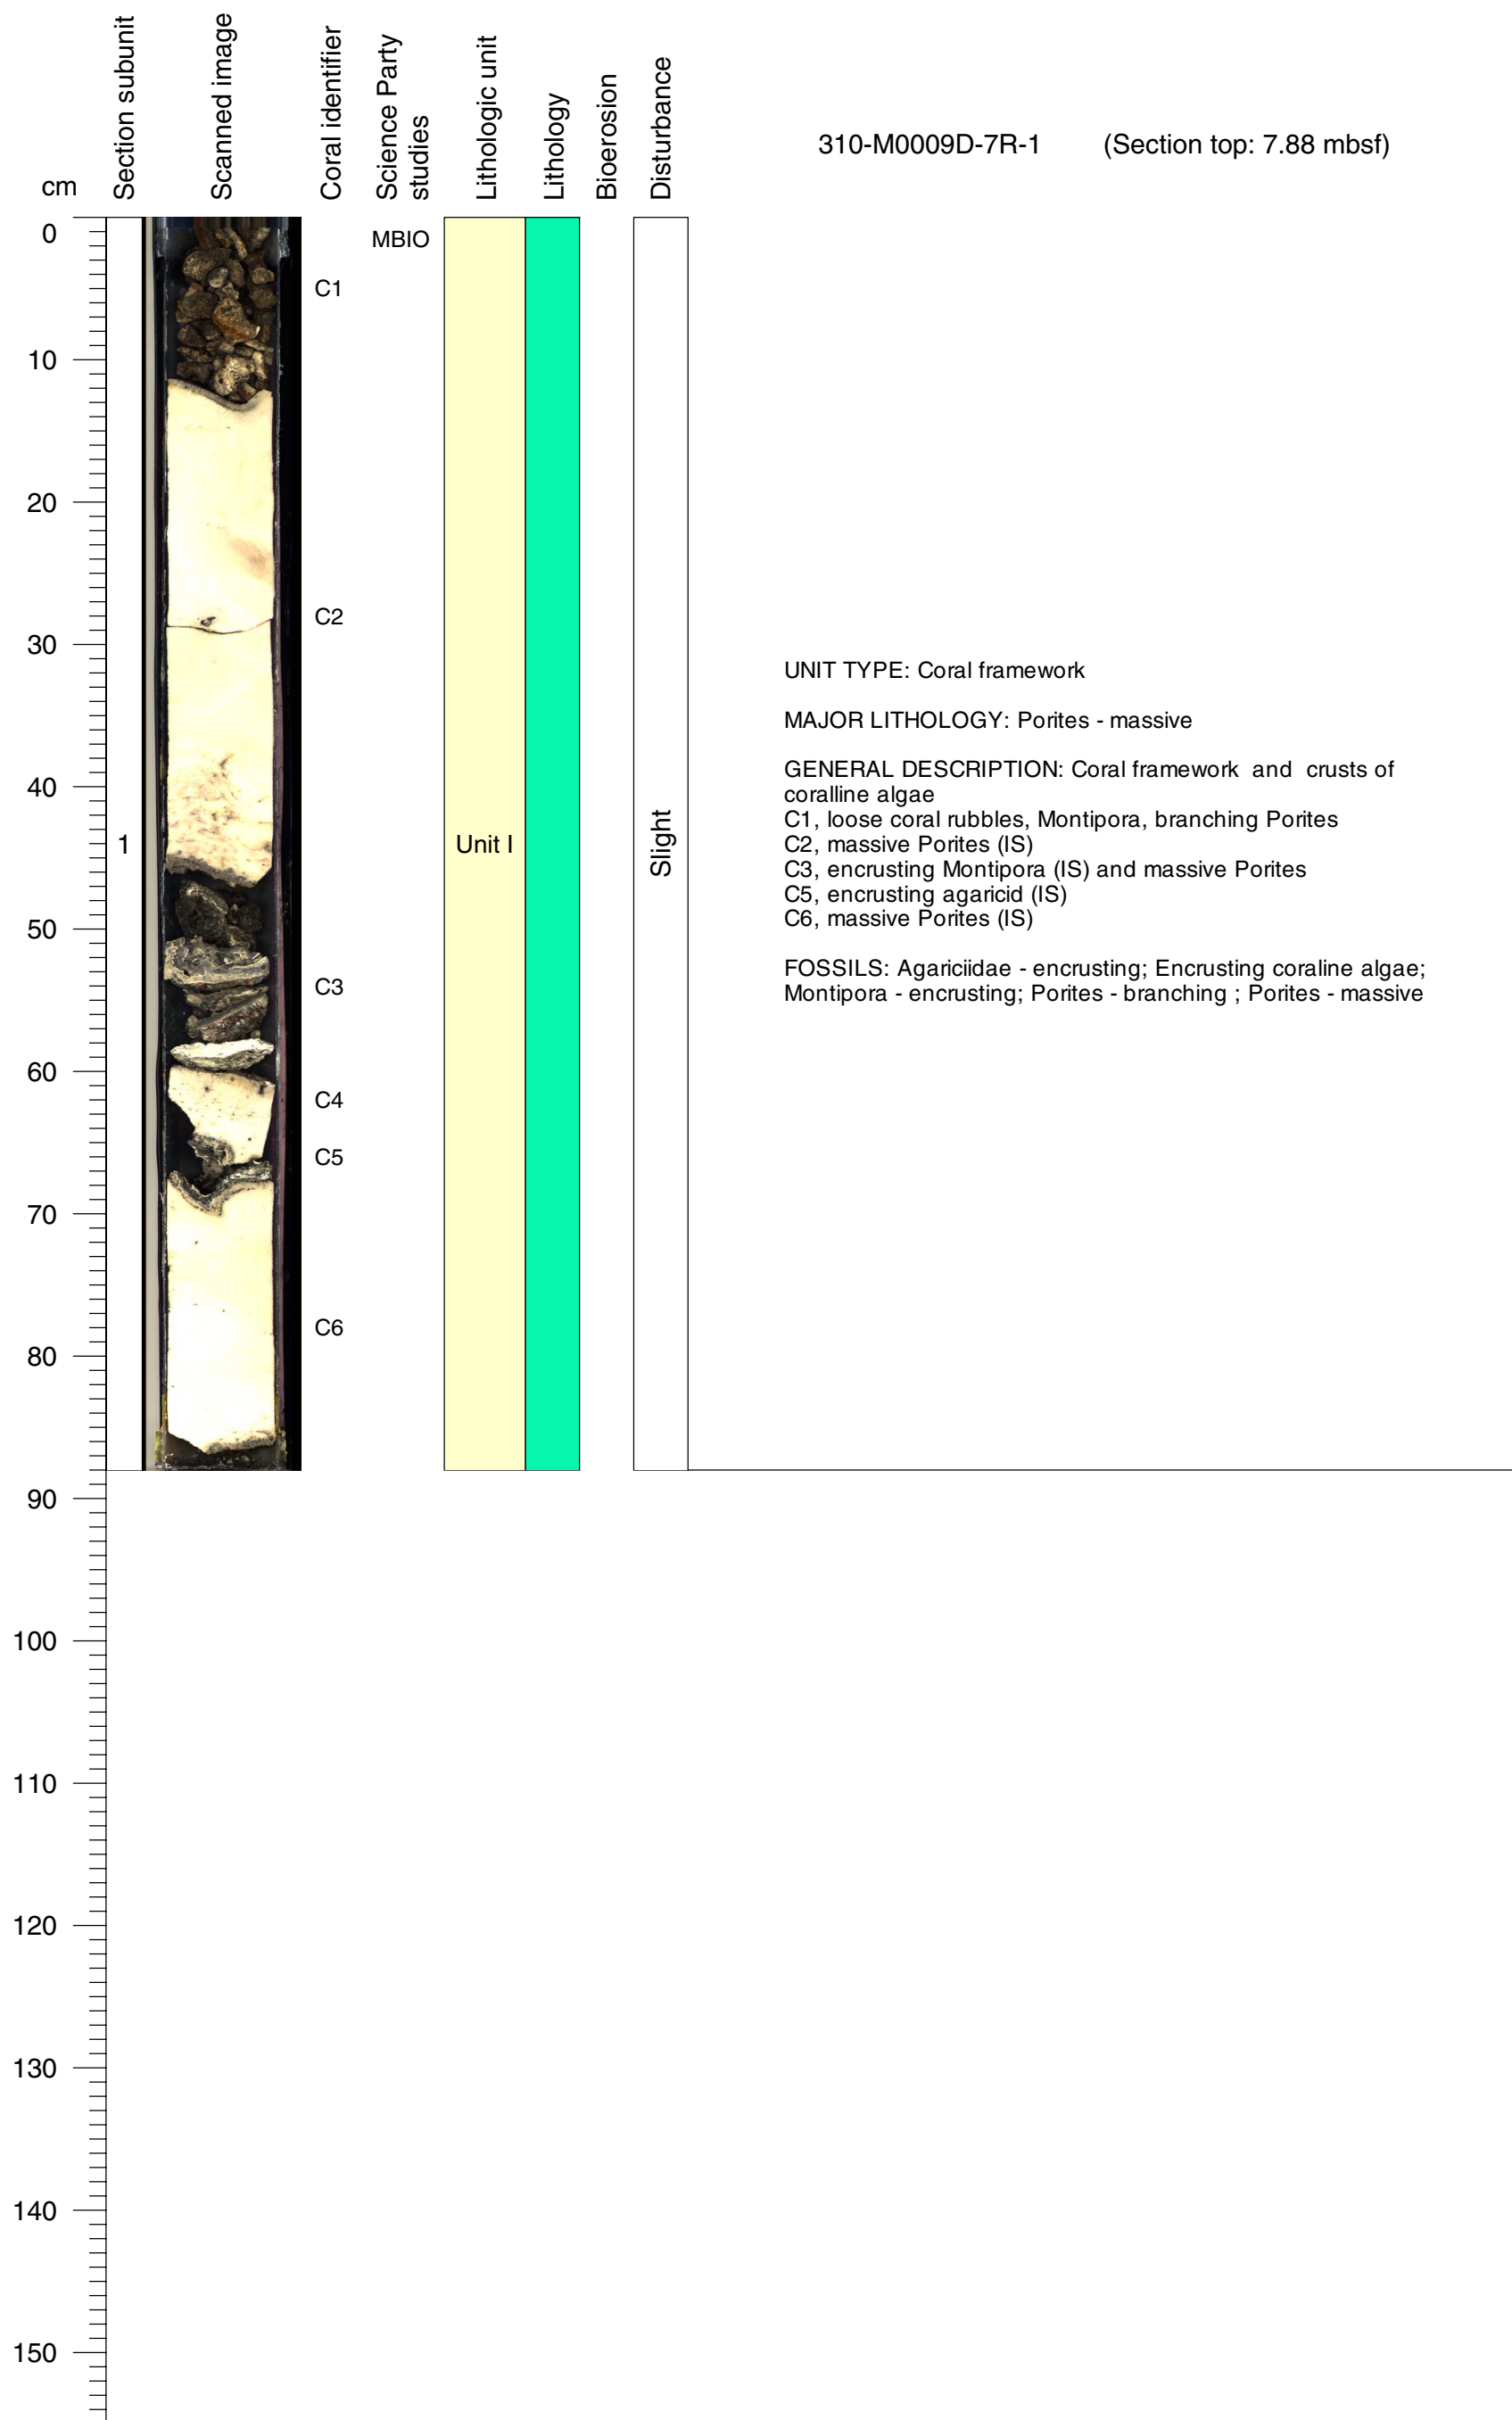 Section subunit
Scanned image
Coral identifier
Science Party
studies
Lithologic unit
Lithology
Bioerosion
Disturbance
310-M0009D-7R-1 (Section top: 7.88 mbsf)
cm
0
MBIO
C1
10
20
C2
30
UNIT TYPE: Coral framework
MAJOR LITHOLOGY: Porites - massive
GENERAL DESCRIPTION: Coral framework and crusts of
coralline algae
C1, loose coral rubbles, Montipora, branching Porites
C2, massive Porites (IS)
C3, encrusting Montipora (IS) and massive Porites
C5, encrusting agaricid (IS)
C6, massive Porites (IS)
FOSSILS: Agariciidae - encrusting; Encrusting coraline algae;
Montipora - encrusting; Porites - branching ; Porites - massive
40
1
Unit I
Slight
50
C3
60
C4
C5
70
C6
80
90
100
110
120
130
140
150